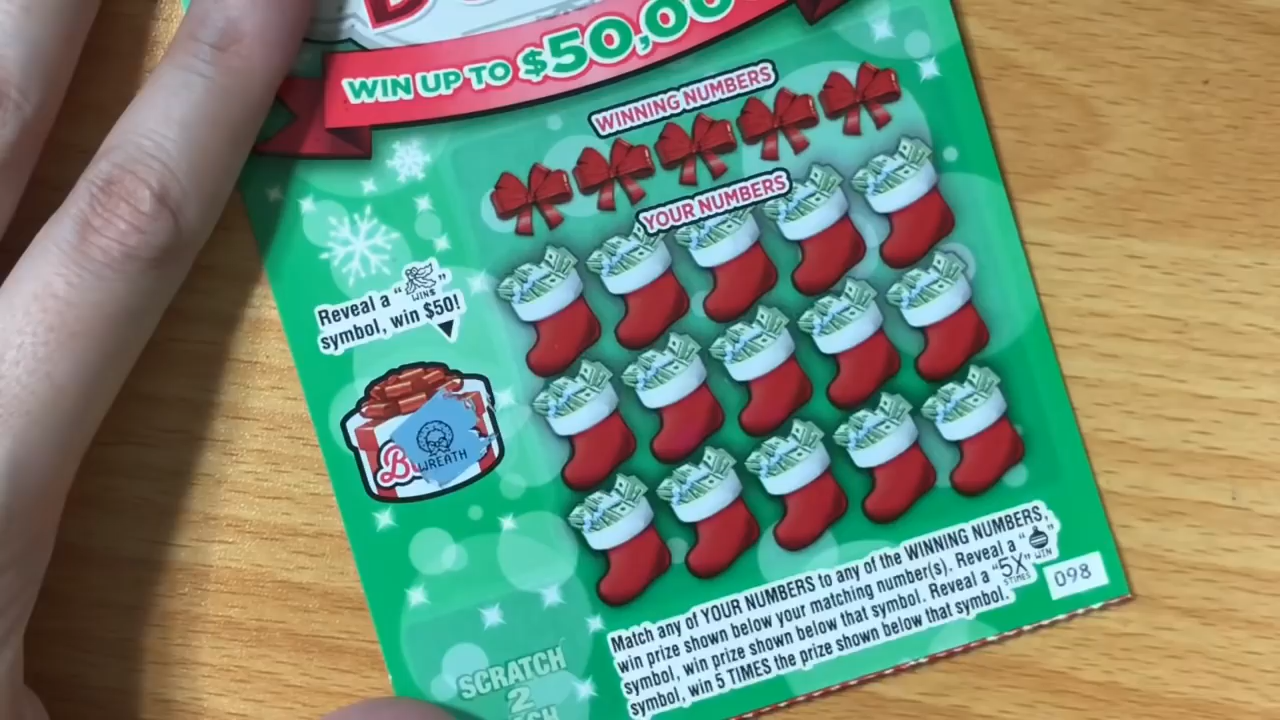 WIN UP TO $50,00
WINNING NUMBERS
YOUR NUMBERS
Reveal a "
WINS
"
symbol, win $50!
WREATH
Match any of YOUR NUMBERS to any of the WINNING NUMBERS,
win prize shown below your matching number(s). Reveal a "
WIN
"
symbol, win prize shown below that symbol. Reveal a "5X
TIMES
"
symbol, win 5 TIMES the prize shown below that symbol.
098
SCRATCH
2